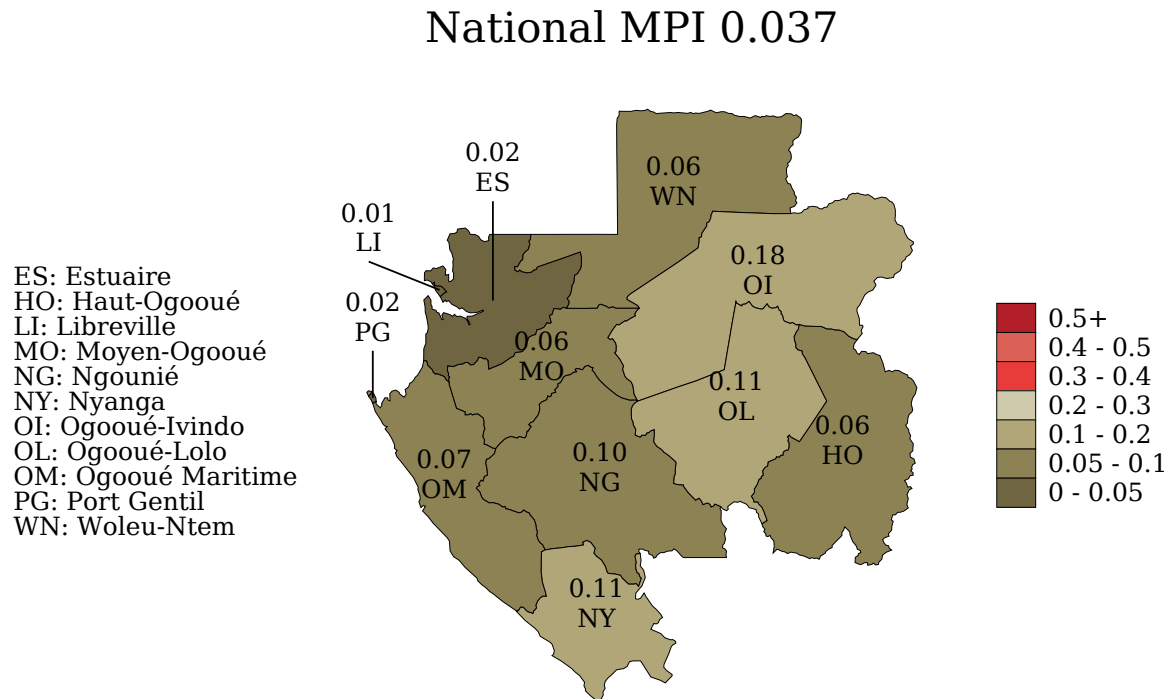 National MPI 0.037
0.02
ES
0.01
LI
0.02
PG
0.06
WN
0.18
OI
0.06
MO
0.11
OL
0.06
HO
0.07
OM
0.10
NG
0.11
NY
ES: Estuaire
HO: Haut-Ogooué
LI: Libreville
MO: Moyen-Ogooué
NG: Ngounié
NY: Nyanga
OI: Ogooué-Ivindo
OL: Ogooué-Lolo
OM: Ogooué Maritime
PG: Port Gentil
WN: Woleu-Ntem
0.5+
0.4 - 0.5
0.3 - 0.4
0.2 - 0.3
0.1 - 0.2
0.05 - 0.1
0 - 0.05